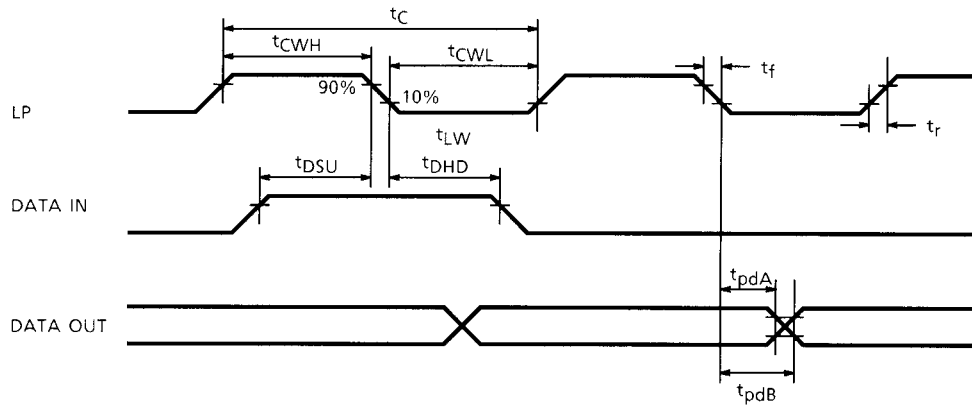 tC
tCWH
tCWL
tf
90%
10%
LP
tLW
tr
tDSU
tDHD
DATA IN
tpdA
DATA OUT
tpdB